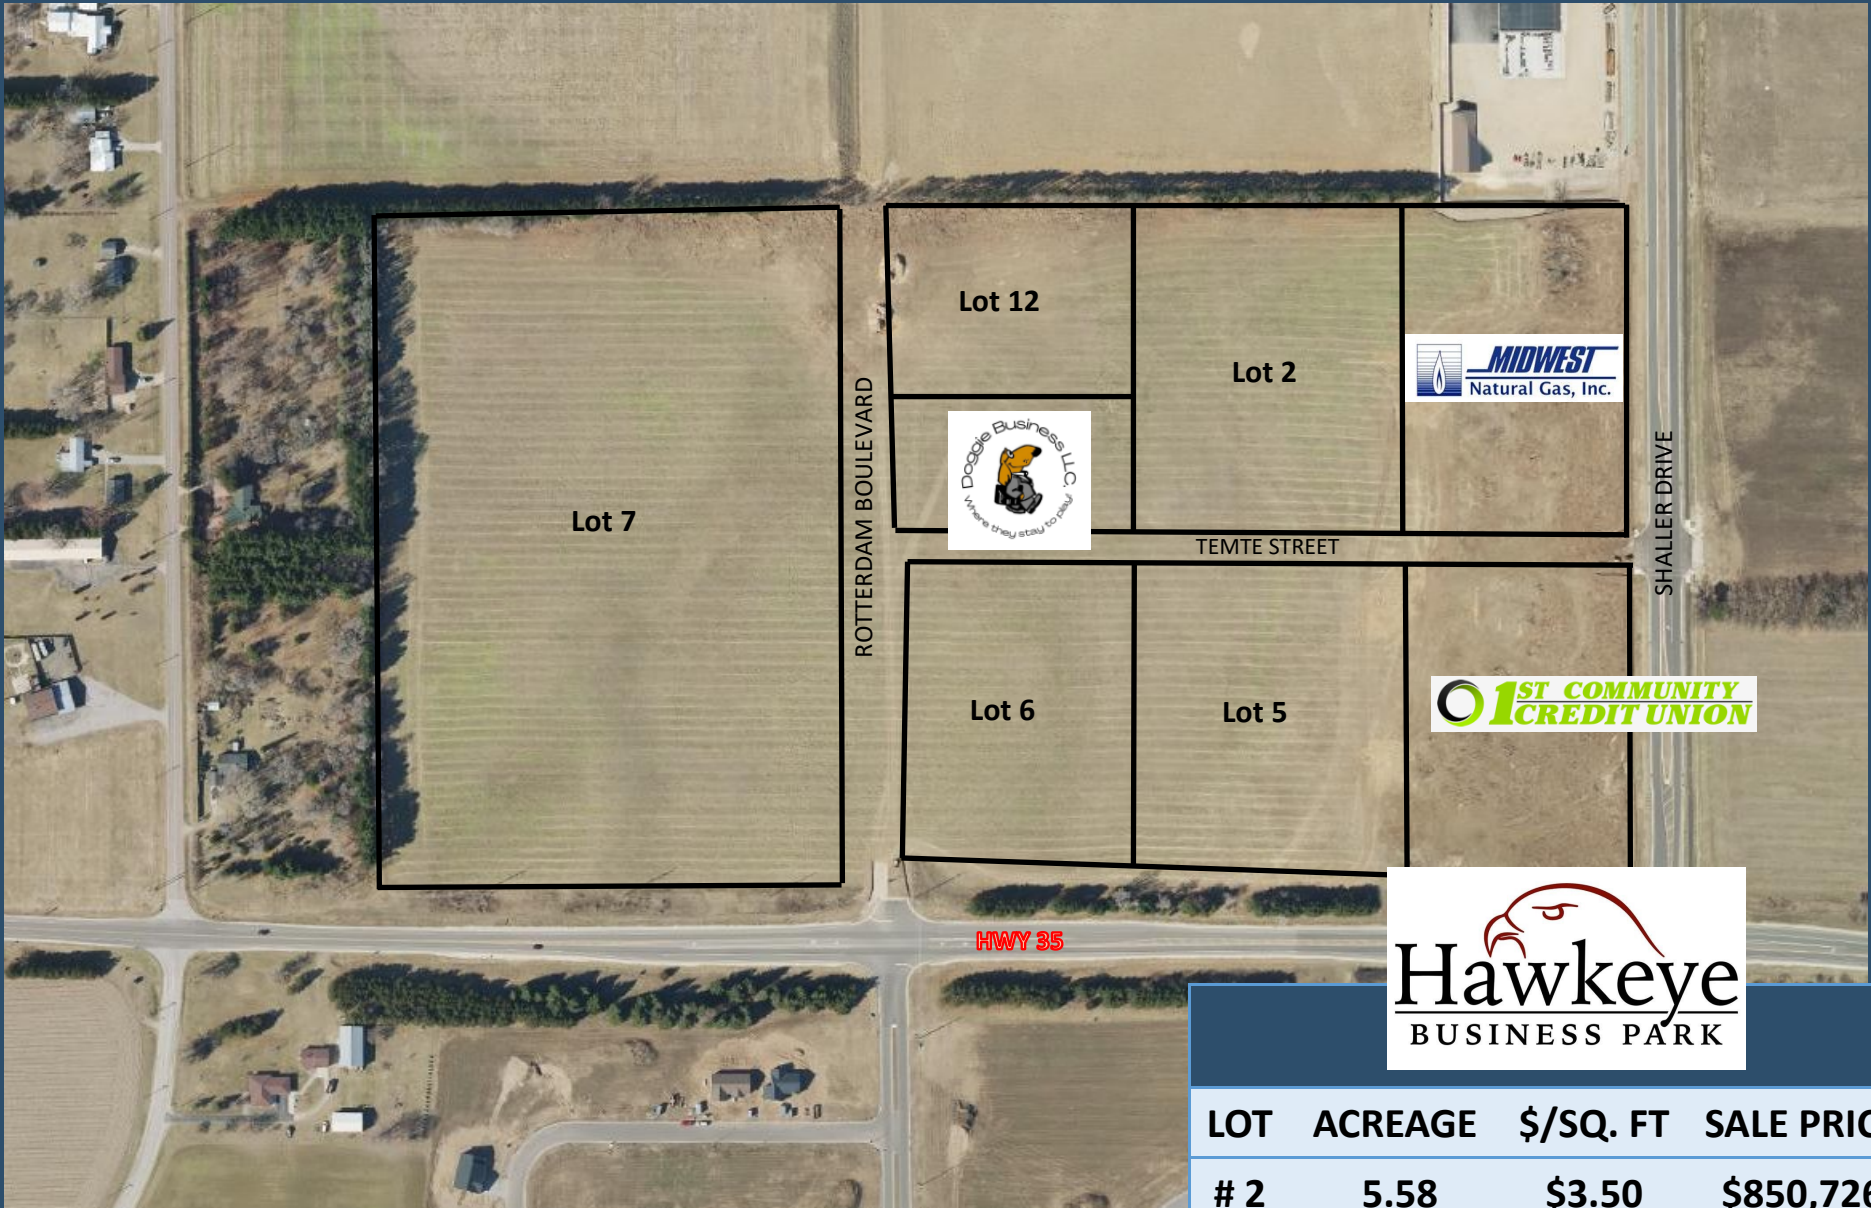 Lot 12
Lot 2
MIDWEST
Natural Gas, Inc.
Doggie Business LLC.
Where they stay to play!
Lot 7
ROTTERDAM BOULEVARD
TEMTE STREET
SHALLER DRIVE
Lot 6
Lot 5
1ST COMMUNITY
CREDIT UNION
HWY 35
Hawkeye
BUSINESS PARK
LOT ACREAGE $/SQ. FT SALE PRIC
# 2 5.58 $3.50 $850,726